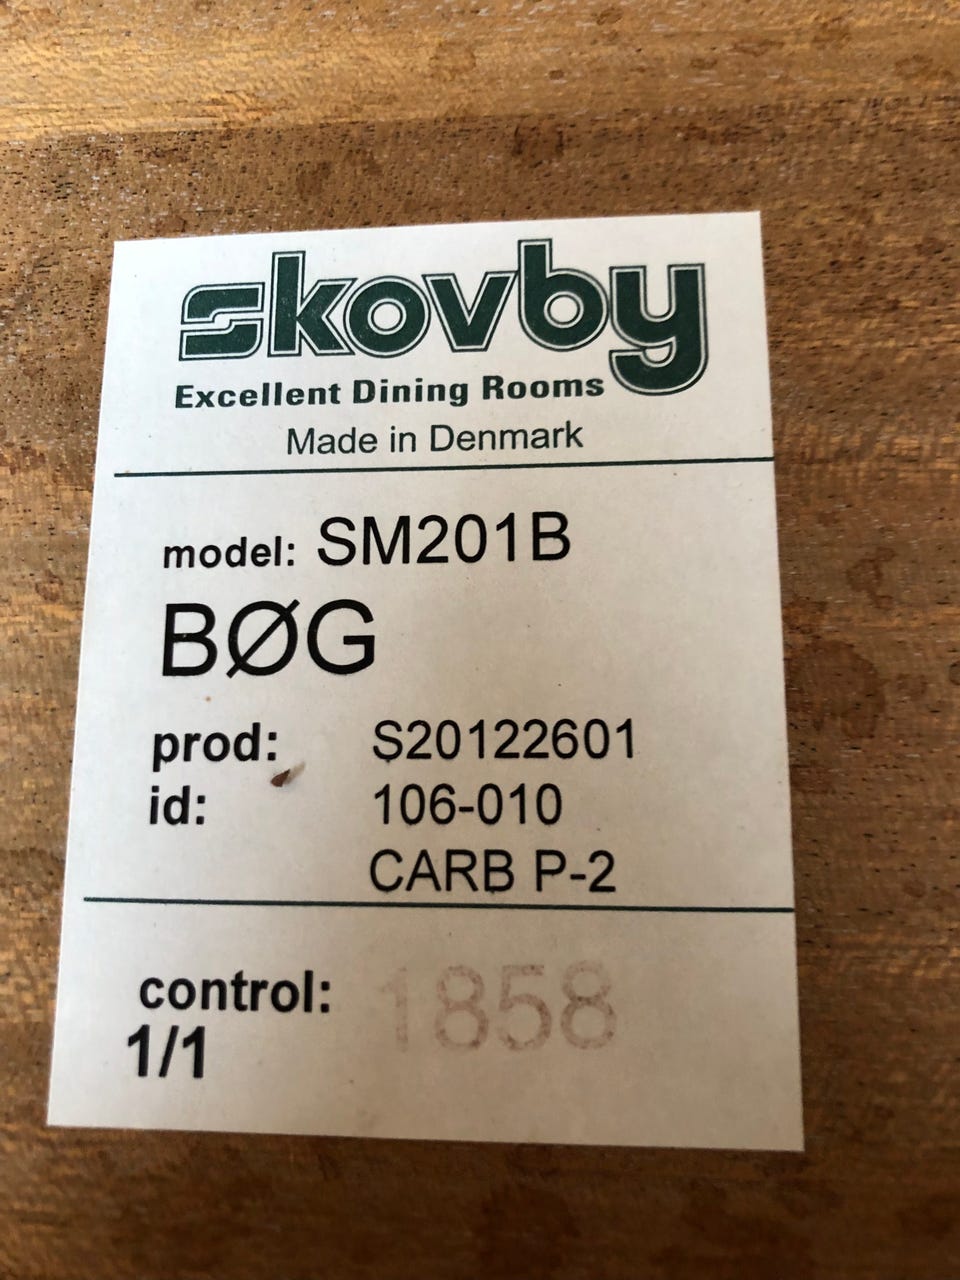 skovby
Excellent Dining Rooms
Made in Denmark
model: SM201B
BØG
prod: S20122601
id: 106-010
CARB P-2
control: 1858
1/1